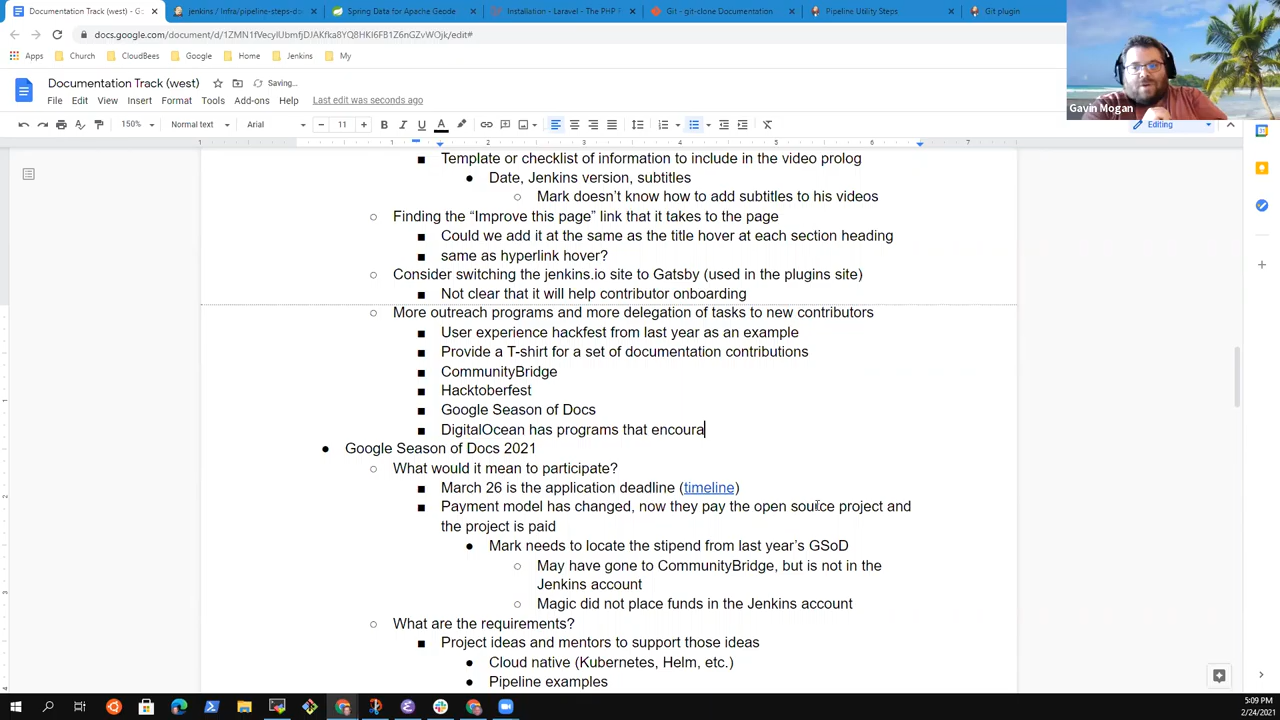 Documentation Track (west)
jenkins / Infra/pipeline-steps-do
Spring Data for Apache Geode
Installation - Laravel - The PHP F
Git - git-clone Documentation
Pipeline Utility Steps
Git plugin
docs.google.com/document/d/
Apps
Church
CloudBees
Google
Home
Jenkins
My
Gavin Mogan
Documentation Track (west)
Saving...
File
Edit
View
Insert
Format
Tools
Add-ons
Help
Last edit was seconds ago
150%
Normal text
Arial
11
Editing
1
1
2
3
4
5
6
7
Template or checklist of information to include in the video prolog
Date, Jenkins version, subtitles
Mark doesn't know how to add subtitles to his videos
Finding the “Improve this page” link that it takes to the page
Could we add it at the same as the title hover at each section heading
same as hyperlink hover?
Consider switching the jenkins.io site to Gatsby (used in the plugins site)
Not clear that it will help contributor onboarding
More outreach programs and more delegation of tasks to new contributors
User experience hackfest from last year as an example
Provide a T-shirt for a set of documentation contributions
CommunityBridge
Hacktoberfest
Google Season of Docs
DigitalOcean has programs that encoura
Google Season of Docs 2021
What would it mean to participate?
March 26 is the application deadline (timeline)
Payment model has changed, now they pay the open source project and
the project is paid
Mark needs to locate the stipend from last year's GSoD
May have gone to CommunityBridge, but is not in the
Jenkins account
Magic did not place funds in the Jenkins account
What are the requirements?
Project ideas and mentors to support those ideas
Cloud native (Kubernetes, Helm, etc.)
Pipeline examples
5:09 PM
2/24/2021